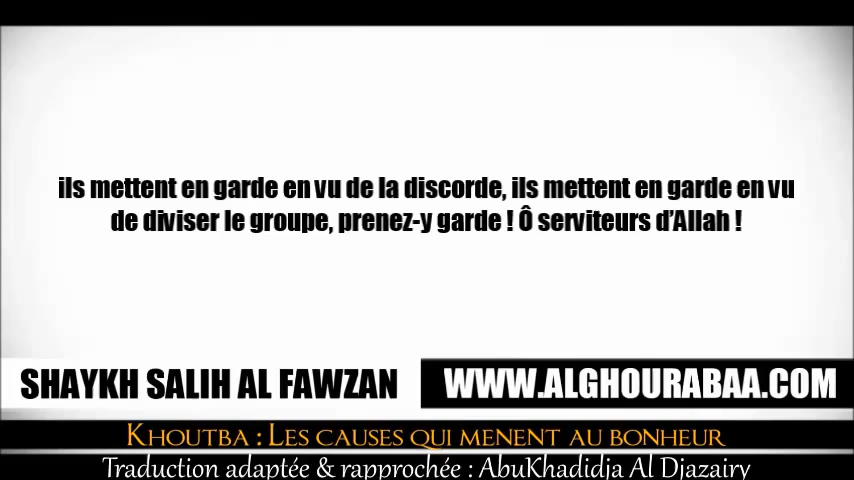 ils mettent en garde en vu de la discorde, ils mettent en garde en vu
de diviser le groupe, prenez-y garde ! Ô serviteurs d'Allah !
SHAYKH SALIH AL FAWZAN
WWW.ALGHOURABAA.COM
KHOUTBA : LES CAUSES QUI MENENT AU BONHEUR
Traduction adaptée & rapprochée : AbuKhadidja Al Djazairy